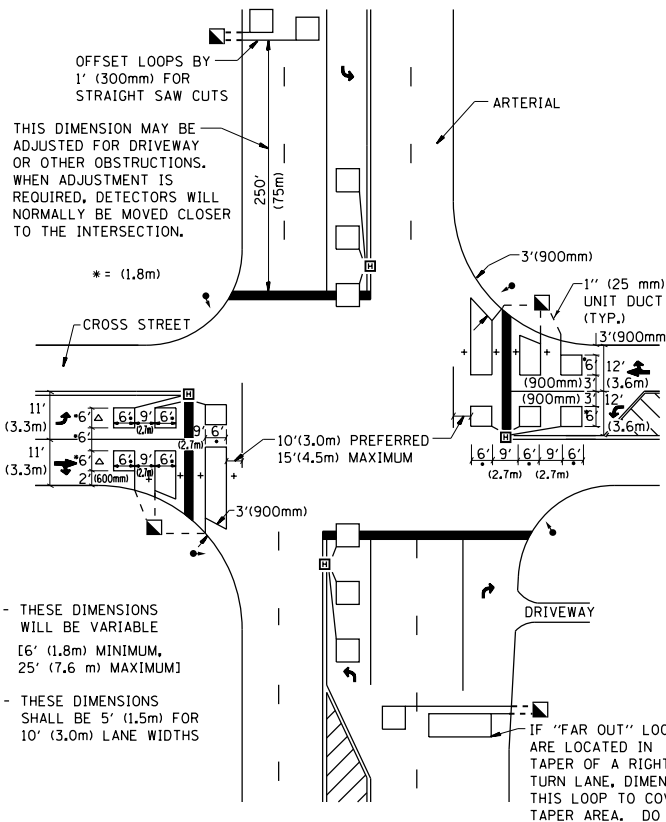 OFFSET LOOPS BY
1' (300mm) FOR
STRAIGHT SAW CUTS
ARTERIAL
THIS DIMENSION MAY BE
ADJUSTED FOR DRIVEWAY
OR OTHER OBSTRUCTIONS.
WHEN ADJUSTMENT IS
REQUIRED, DETECTORS WILL
NORMALLY BE MOVED CLOSER
TO THE INTERSECTION.
250'
(75m)
* = (1.8m)
H
3'(900mm)
1'' (25 mm)
UNIT DUCT
(TYP.)
CROSS STREET
3'(900mm
6'
12'
(3.6m)
(900mm) 3'
(900mm) 3'
12'
6'
(3.6m)
H
6' 9' 6' 9' 6'
(2.7m) (2.7m)
H
11'
(3.3m)
*6'
6' 9' 6'
(2.7m)
*6'
9' 6'
(2.7m)
11'
(3.3m)
*6'
6' 9' 6'
(2.7m)
2' (600mm)
10'(3.0m) PREFERRED
15'(4.5m) MAXIMUM
3'(900mm)
H
- THESE DIMENSIONS
WILL BE VARIABLE
[6' (1.8m) MINIMUM,
25' (7.6 m) MAXIMUM]
- THESE DIMENSIONS
SHALL BE 5' (1.5m) FOR
10' (3.0m) LANE WIDTHS
DRIVEWAY
IF "FAR OUT" LOO
ARE LOCATED IN
TAPER OF A RIGHT
TURN LANE, DIMEN
THIS LOOP TO COV
TAPER AREA. DO